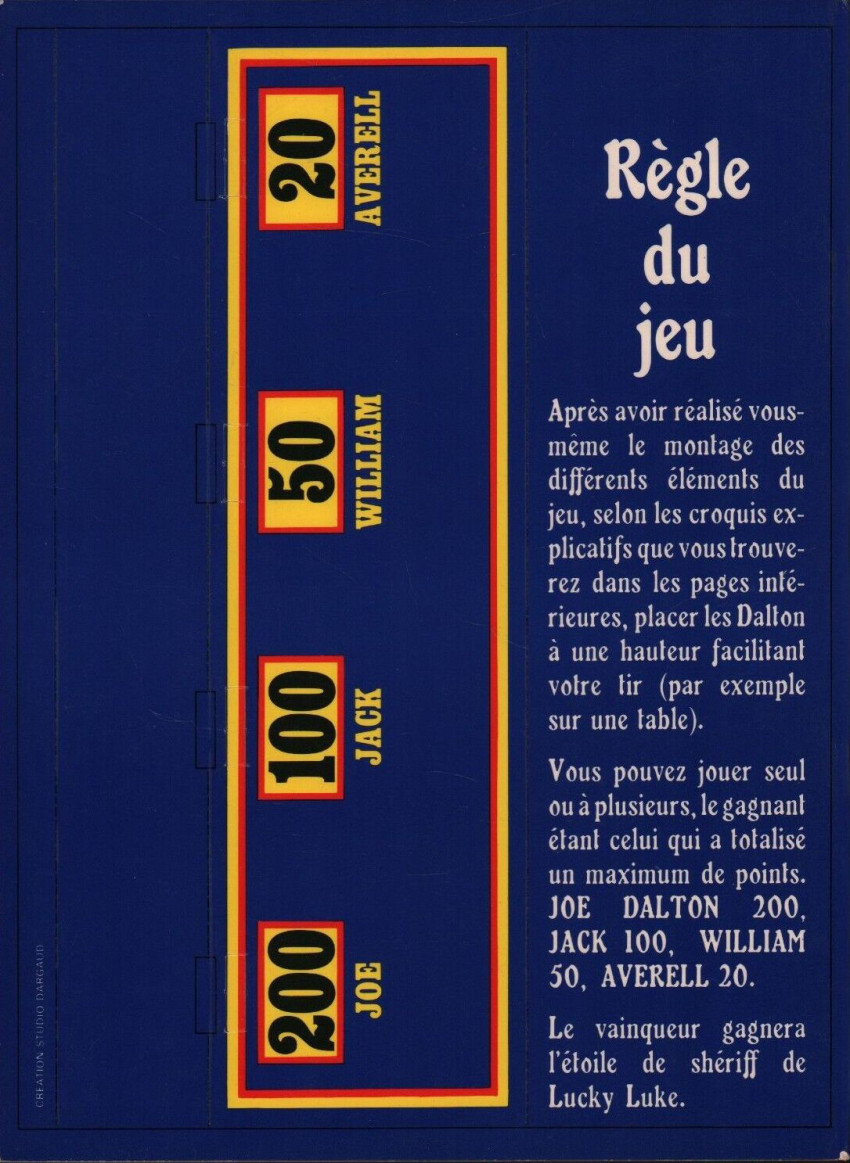 20
AVERELL
50
WILLIAM
100
JACK
200
JOE
CREATION STUDIO DARGAUD
Règle
du
jeu
Après avoir réalisé vous-
même le montage des
différents éléments du
jeu, selon les croquis ex-
plicatifs que vous trouve-
rez dans les pages inté-
rieures, placer les Dalton
à une hauteur facilitant
votre tir (par exemple
sur une table).
Vous pouvez jouer seul
ou à plusieurs, le gagnant
étant celui qui a totalisé
un maximum de points.
JOE DALTON 200,
JACK 100, WILLIAM
50, AVERELL 20.
Le vainqueur gagnera
l'étoile de shériff de
Lucky Luke.